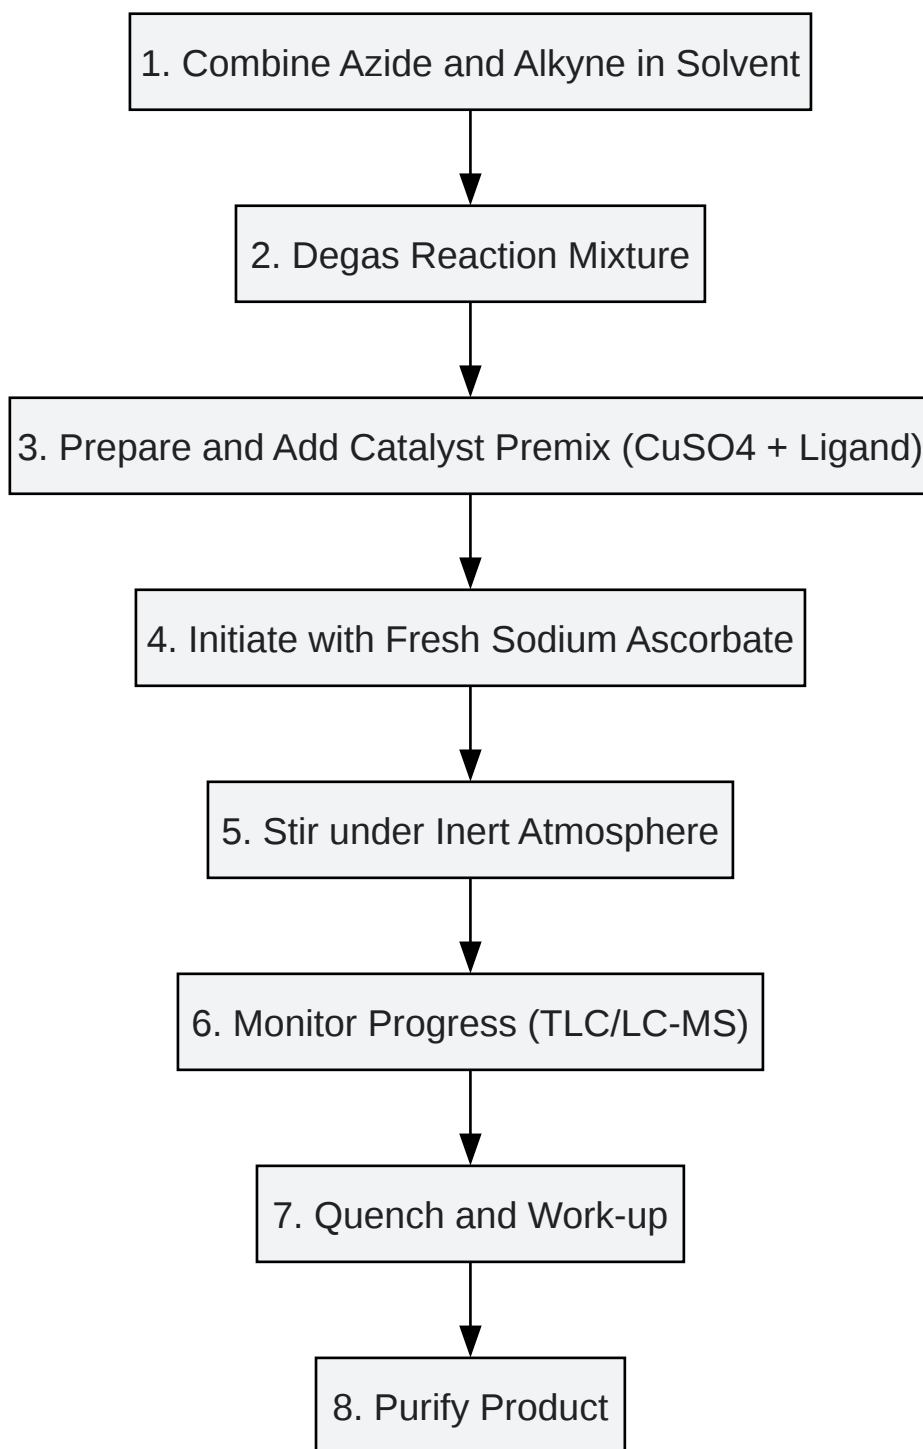 1. Combine Azide and Alkyne in Solvent
2. Degas Reaction Mixture
3. Prepare and Add Catalyst Premix (CuSO4 + Ligand)
4. Initiate with Fresh Sodium Ascorbate
5. Stir under Inert Atmosphere
6. Monitor Progress (TLC/LC-MS)
7. Quench and Work-up
8. Purify Product